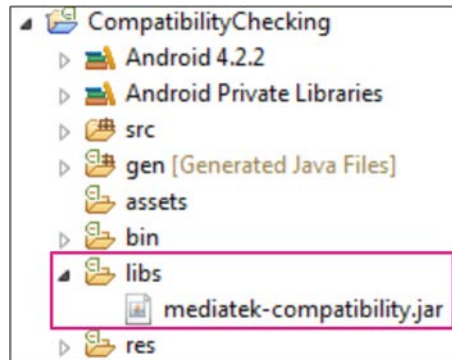 CompatibilityChecking
Android 4.2.2
Android Private Libraries
src
gen [Generated Java Files]
assets
bin
libs
mediatek-compatibility.jar
res